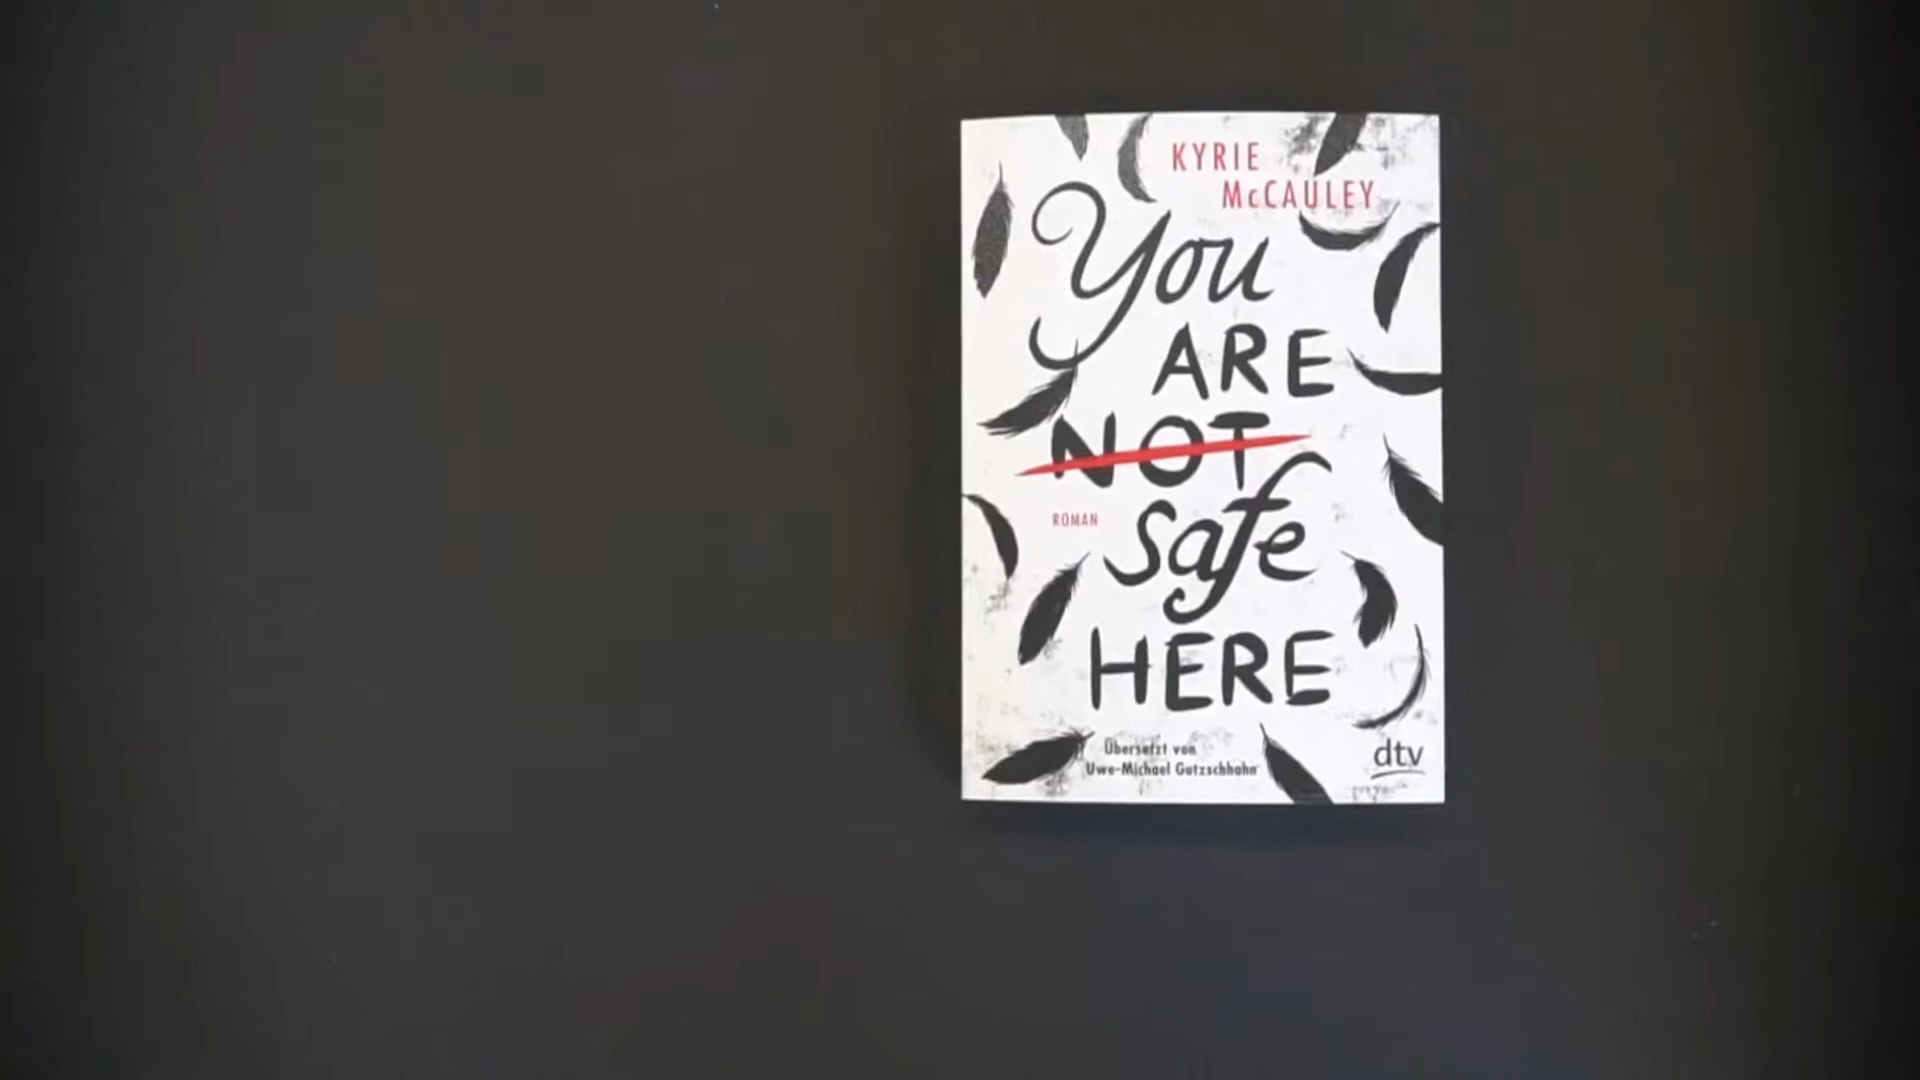 KYRIE
McCAULEY
You
ARE
NOT
safe
ROMAN
HERE
Übersetzt von
Uwe-Michael Gutzschhahn
dtv